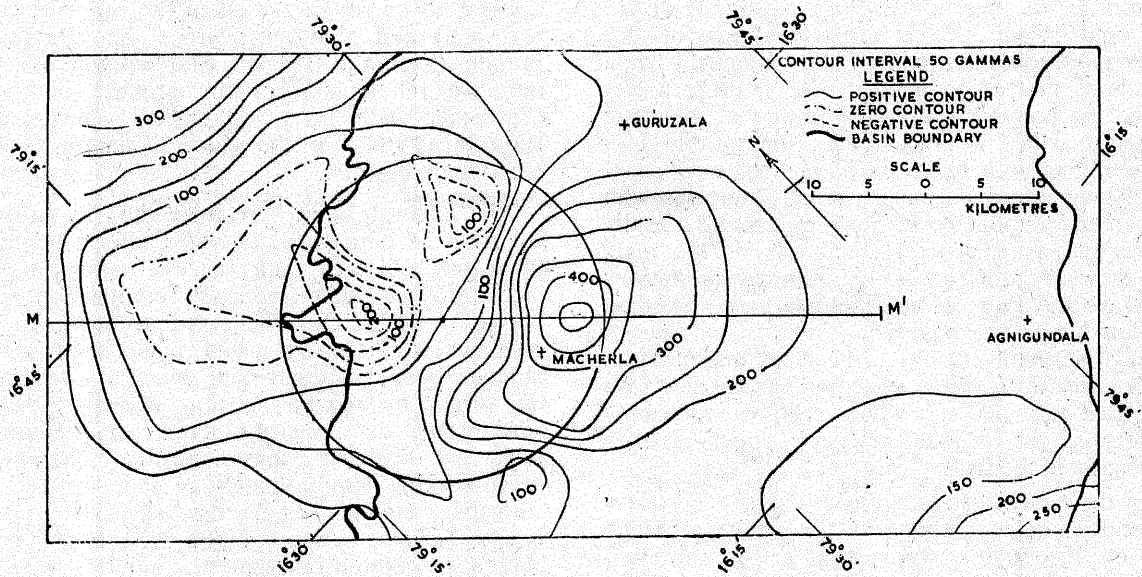 79° 30'
79° 45'
16° 30'
CONTOUR INTERVAL 50 GAMMAS
LEGEND
POSITIVE CONTOUR
ZERO CONTOUR
NEGATIVE CONTOUR
BASIN BOUNDARY
SCALE
10 5 0 5 10
KILOMETRES
N
300
200
100
+GURUZALA
79° 15'
16° 15'
100
100
400
200
100
M
M'
+MACHERLA
300
200
+
AGNIGUNDALA
16° 45'
79° 45'
100
150
200
250
16° 30'
79° 15'
16° 15'
79° 30'